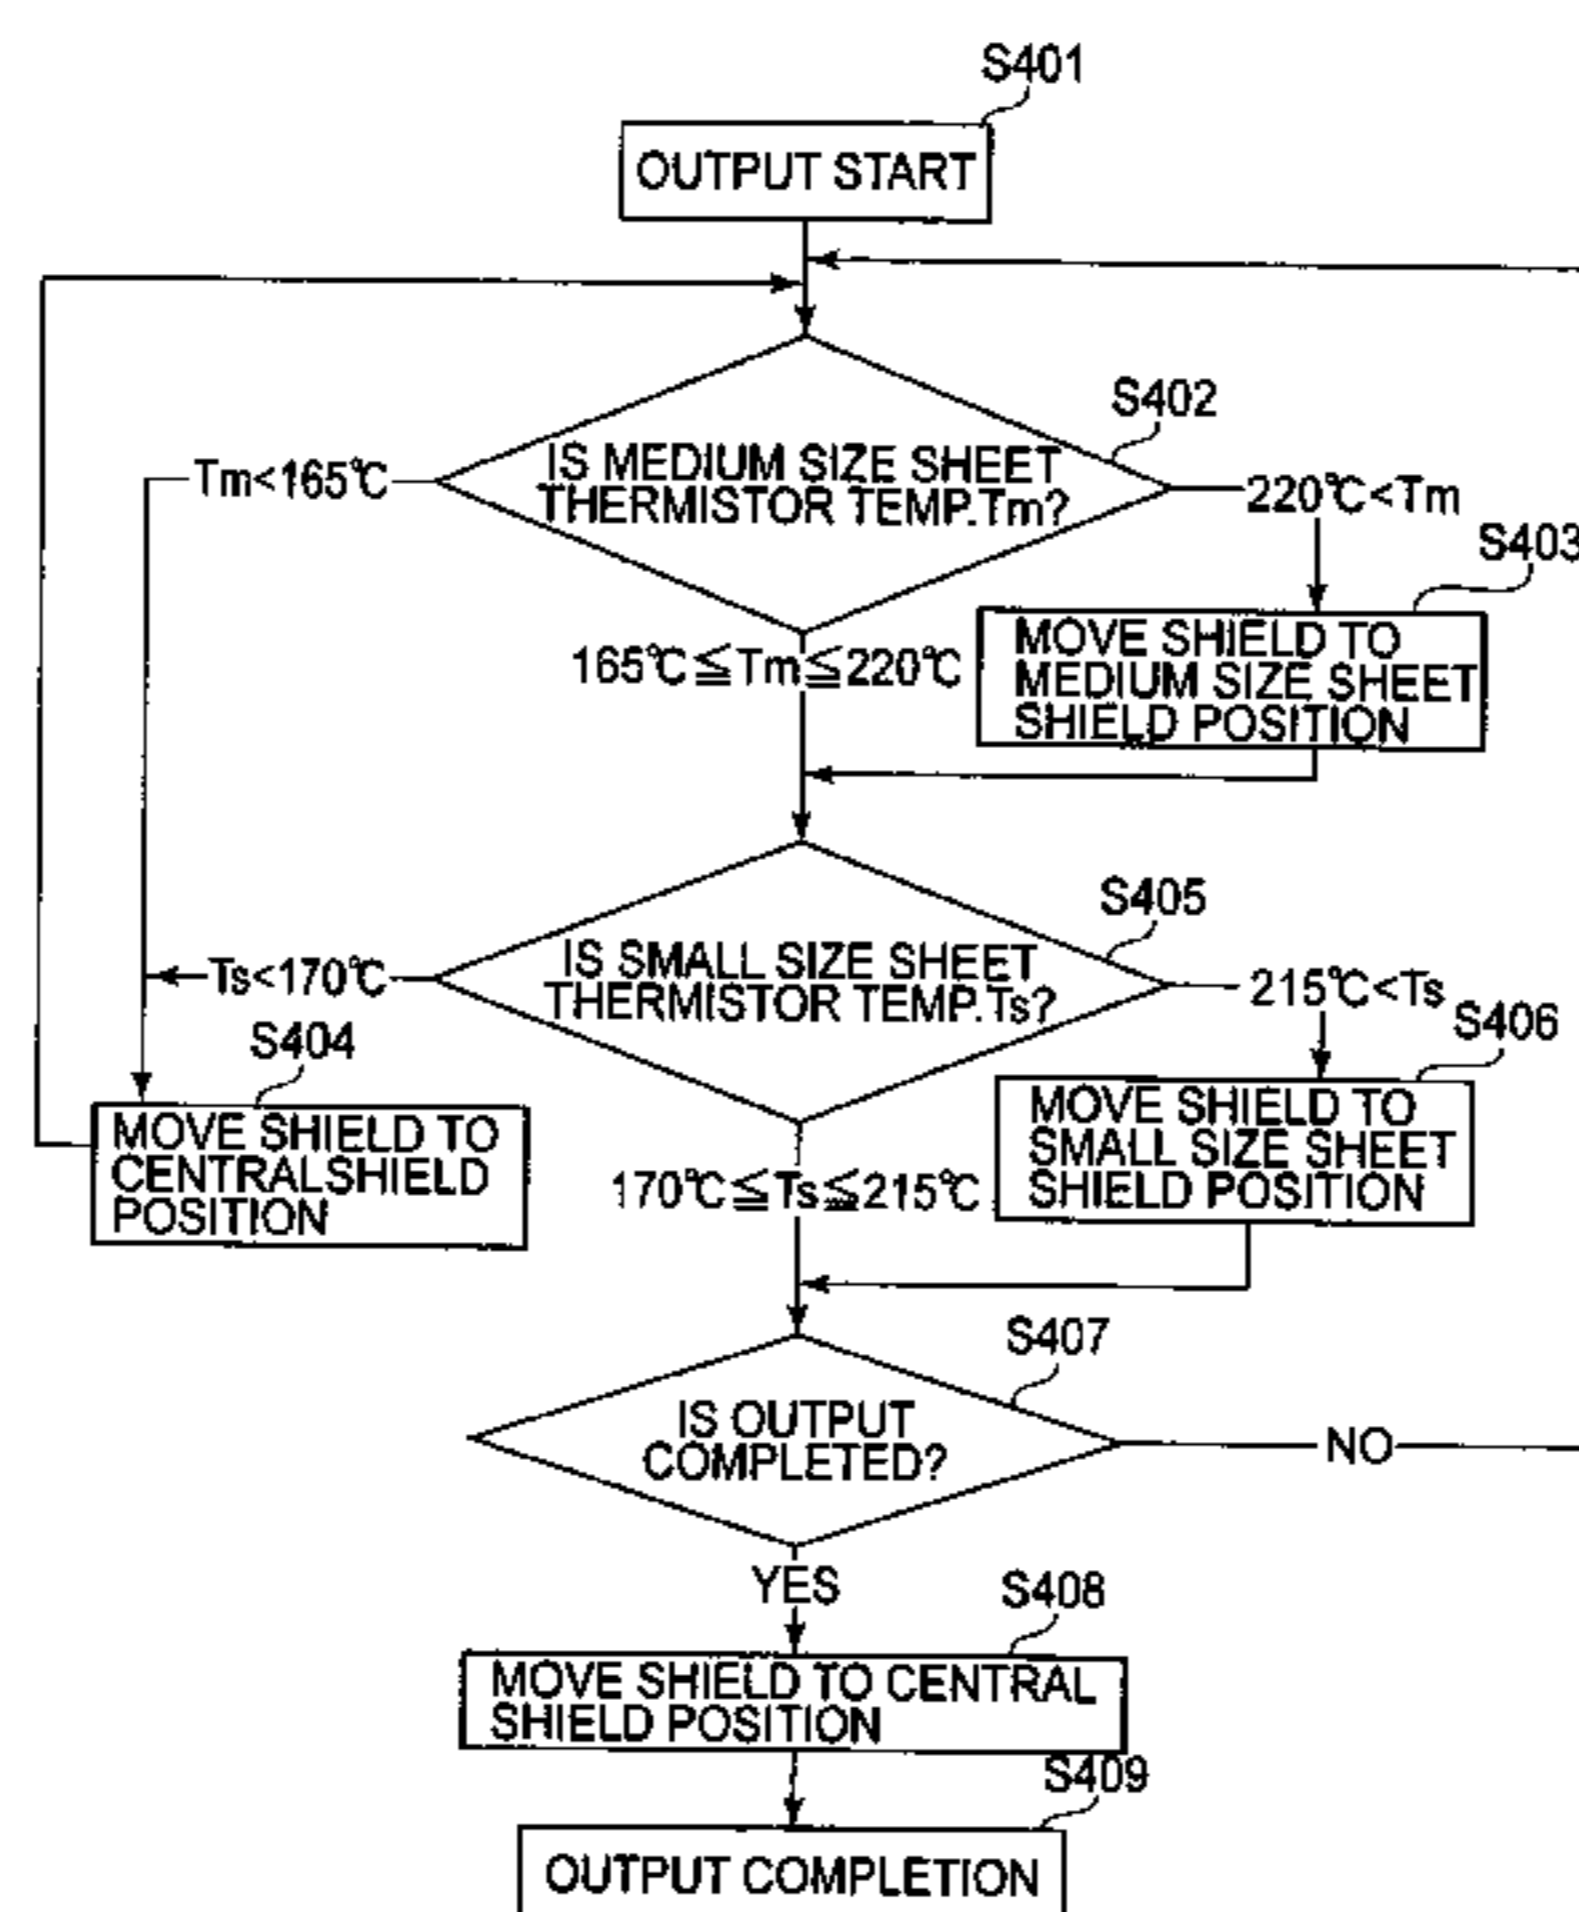 S401
OUTPUT START
S402
IS MEDIUM SIZE SHEET
THERMISTOR TEMP.Tm?
Tm<165℃
220℃<Tm
S403
MOVE SHIELD TO
MEDIUM SIZE SHEET
SHIELD POSITION
165℃≦Tm≦220℃
S405
IS SMALL SIZE SHEET
THERMISTOR TEMP.Ts?
Ts<170℃
215℃<Ts
S404
MOVE SHIELD TO
CENTRALSHIELD
POSITION
S406
MOVE SHIELD TO
SMALL SIZE SHEET
SHIELD POSITION
170℃≦Ts≦215℃
S407
IS OUTPUT
COMPLETED?
NO
YES
S408
MOVE SHIELD TO CENTRAL
SHIELD POSITION
S409
OUTPUT COMPLETION